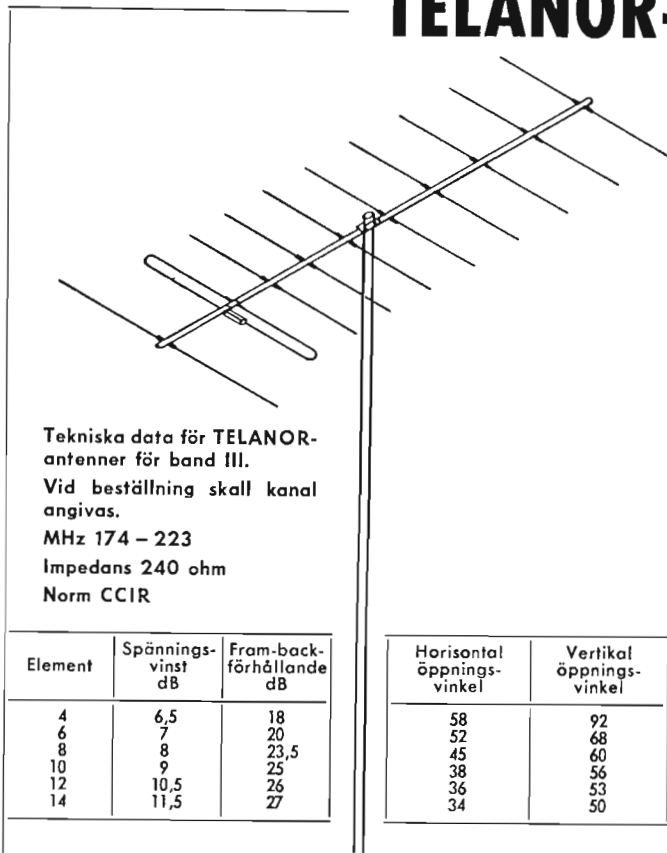 TELANOR-
Tekniska data för TELANOR-
antenner för band III.
Vid beställning skall kanal
angivas.
MHz 174 – 223
Impedans 240 ohm
Norm CCIR
Element Spännings-vinst dB Fram-back-förhållande dB Horisontal öppnings-vinkel Vertikal öppnings-vinkel
4 6,5 18 58 92
6 7 20 52 68
8 8 23,5 45 60
10 9 25 38 56
12 10,5 26 36 53
14 11,5 27 34 50